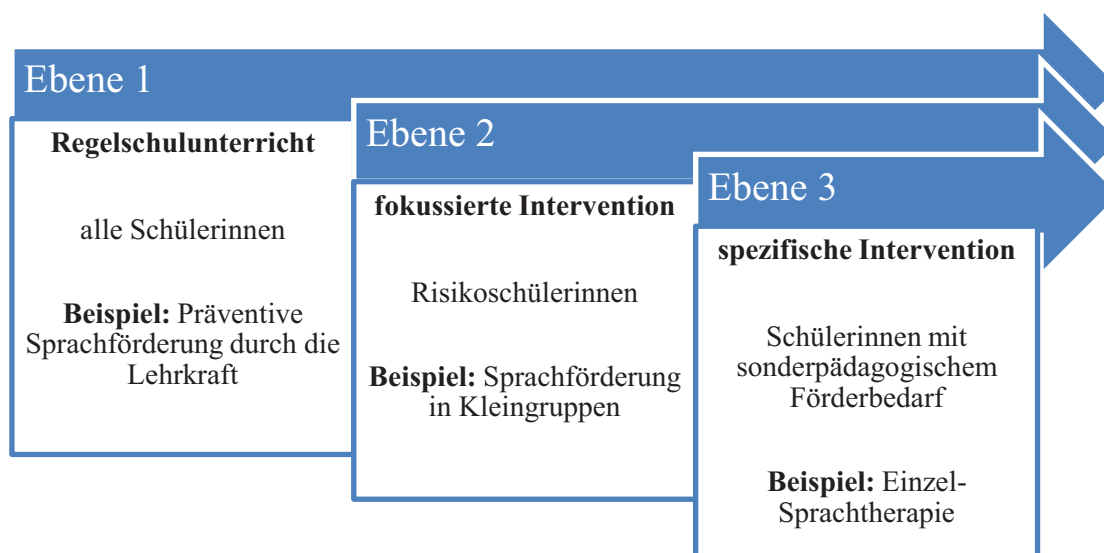 Ebene 1
Regelschulunterricht
alle Schülerinnen
Beispiel: Präventive
Sprachförderung durch die
Lehrkraft
Ebene 2
fokussierte Intervention
Risikoschülerinnen
Beispiel: Sprachförderung
in Kleingruppen
Ebene 3
spezifische Intervention
Schülerinnen mit
sonderpädagogischem
Förderbedarf
Beispiel: Einzel-
Sprachtherapie